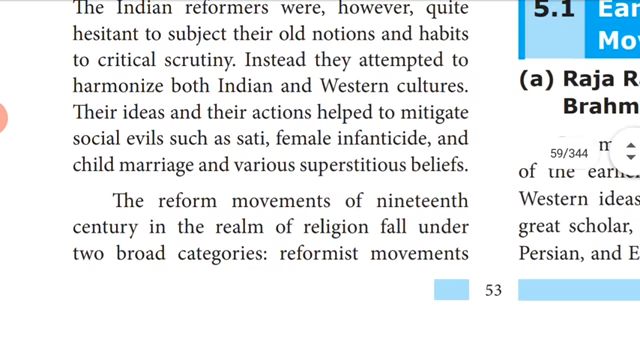 The Indian reformers were, however, quite
hesitant to subject their old notions and habits
to critical scrutiny. Instead they attempted to
harmonize both Indian and Western cultures.
Their ideas and their actions helped to mitigate
social evils such as sati, female infanticide, and
child marriage and various superstitious beliefs.
The reform movements of nineteenth
century in the realm of religion fall under
two broad categories: reformist movements
53
5.1 Ear
Mo
(a) Raja R
Brahm
59/344
of the
Western ideas
great scholar,
Persian, and E